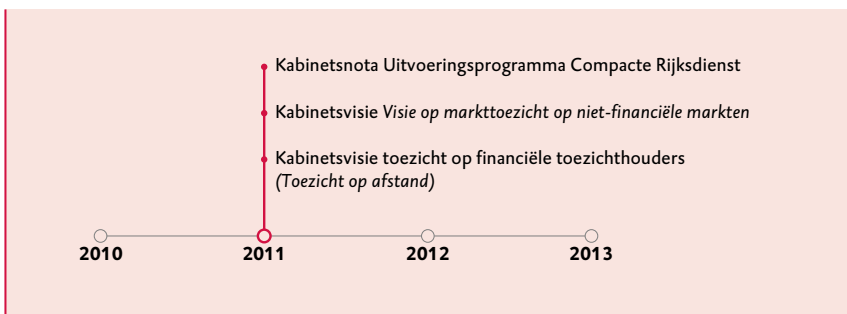 Kabinetsnota Uitvoeringsprogramma Compacte Rijksdienst
Kabinetsvisie Visie op markttoezicht op niet-financiële markten
Kabinetsvisie toezicht op financiële toezichthouders
(Toezicht op afstand)
2010 2011 2012 2013